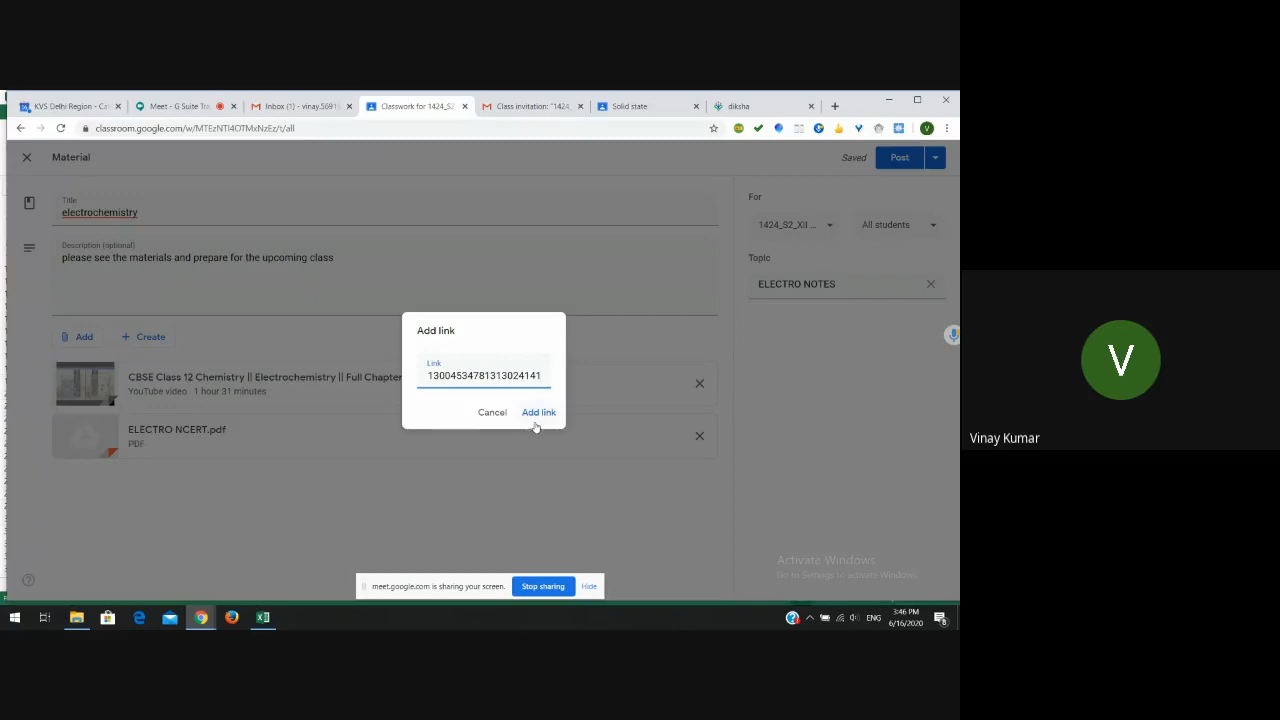 KVS Delhi Region - Ca
Meet - G Suite Tra
Inbox (1) - vinay.5691
Classwork for 1424_S2
Class invitation: "1424_
Solid state
diksha
classroom.google.com/w/MTEzNTI4OTMxNzEz/t/all
V
Material
Saved
Post
Title
electrochemistry
Description (optional)
please see the materials and prepare for the upcoming class
For
1424_S2_XII ...
All students
Topic
ELECTRO NOTES
Add
Create
CBSE Class 12 Chemistry || Electrochemistry || Full Chapter
YouTube video 1 hour 31 minutes
ELECTRO NCERT.pdf
PDF
Add link
Link
13004534781313024141
Cancel
Add link
Activate Windows
Go to Settings to activate Windows.
meet.google.com is sharing your screen.
Stop sharing
Hide
ENG
3:46 PM
6/16/2020
V
Vinay Kumar